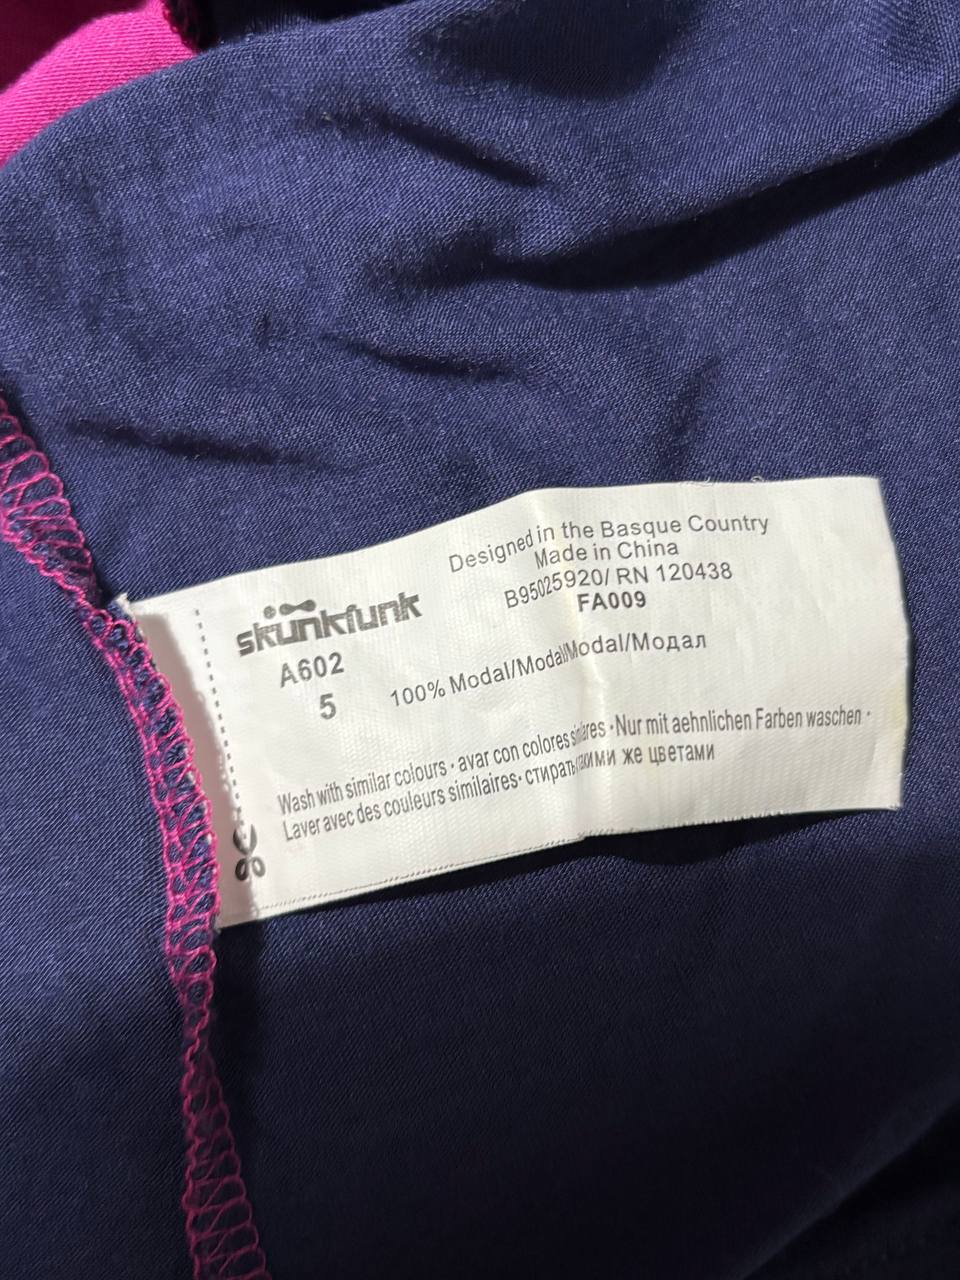 Designed in the Basque Country
Made in China
B95025920/ RN 120438
FA009
skunkfunk
A602
5
100% Modal/Modal/Modal/Модал
Wash with similar colours · avar con colores · Nur mit aehnlichen Farben waschen ·
Laver avec des couleurs similaires · стирать же цветами